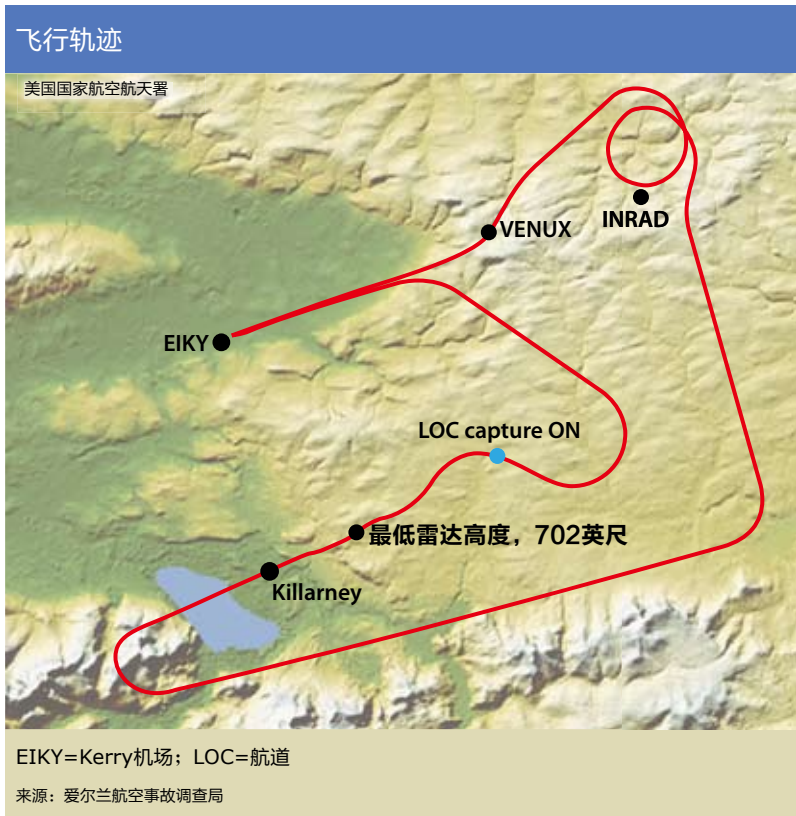 飞行轨迹
美国国家航空航天署
INRAD
VENUX
EIKY
LOC capture ON
最低雷达高度，702英尺
Killarney
EIKY=Kerry机场；LOC=航道
来源：爱尔兰航空事故调查局